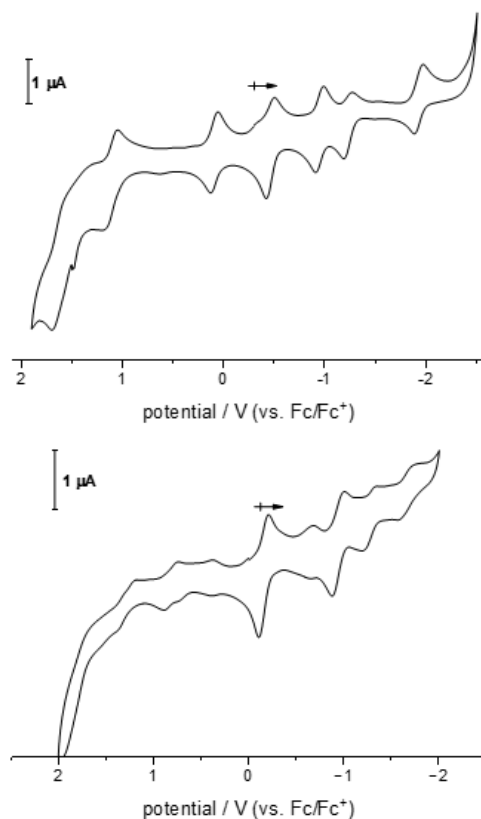 1 μA
2 1 0 -1 -2
potential / V (vs. Fc/Fc⁺)
1 μA
2 1 0 −1 −2
potential / V (vs. Fc/Fc⁺)